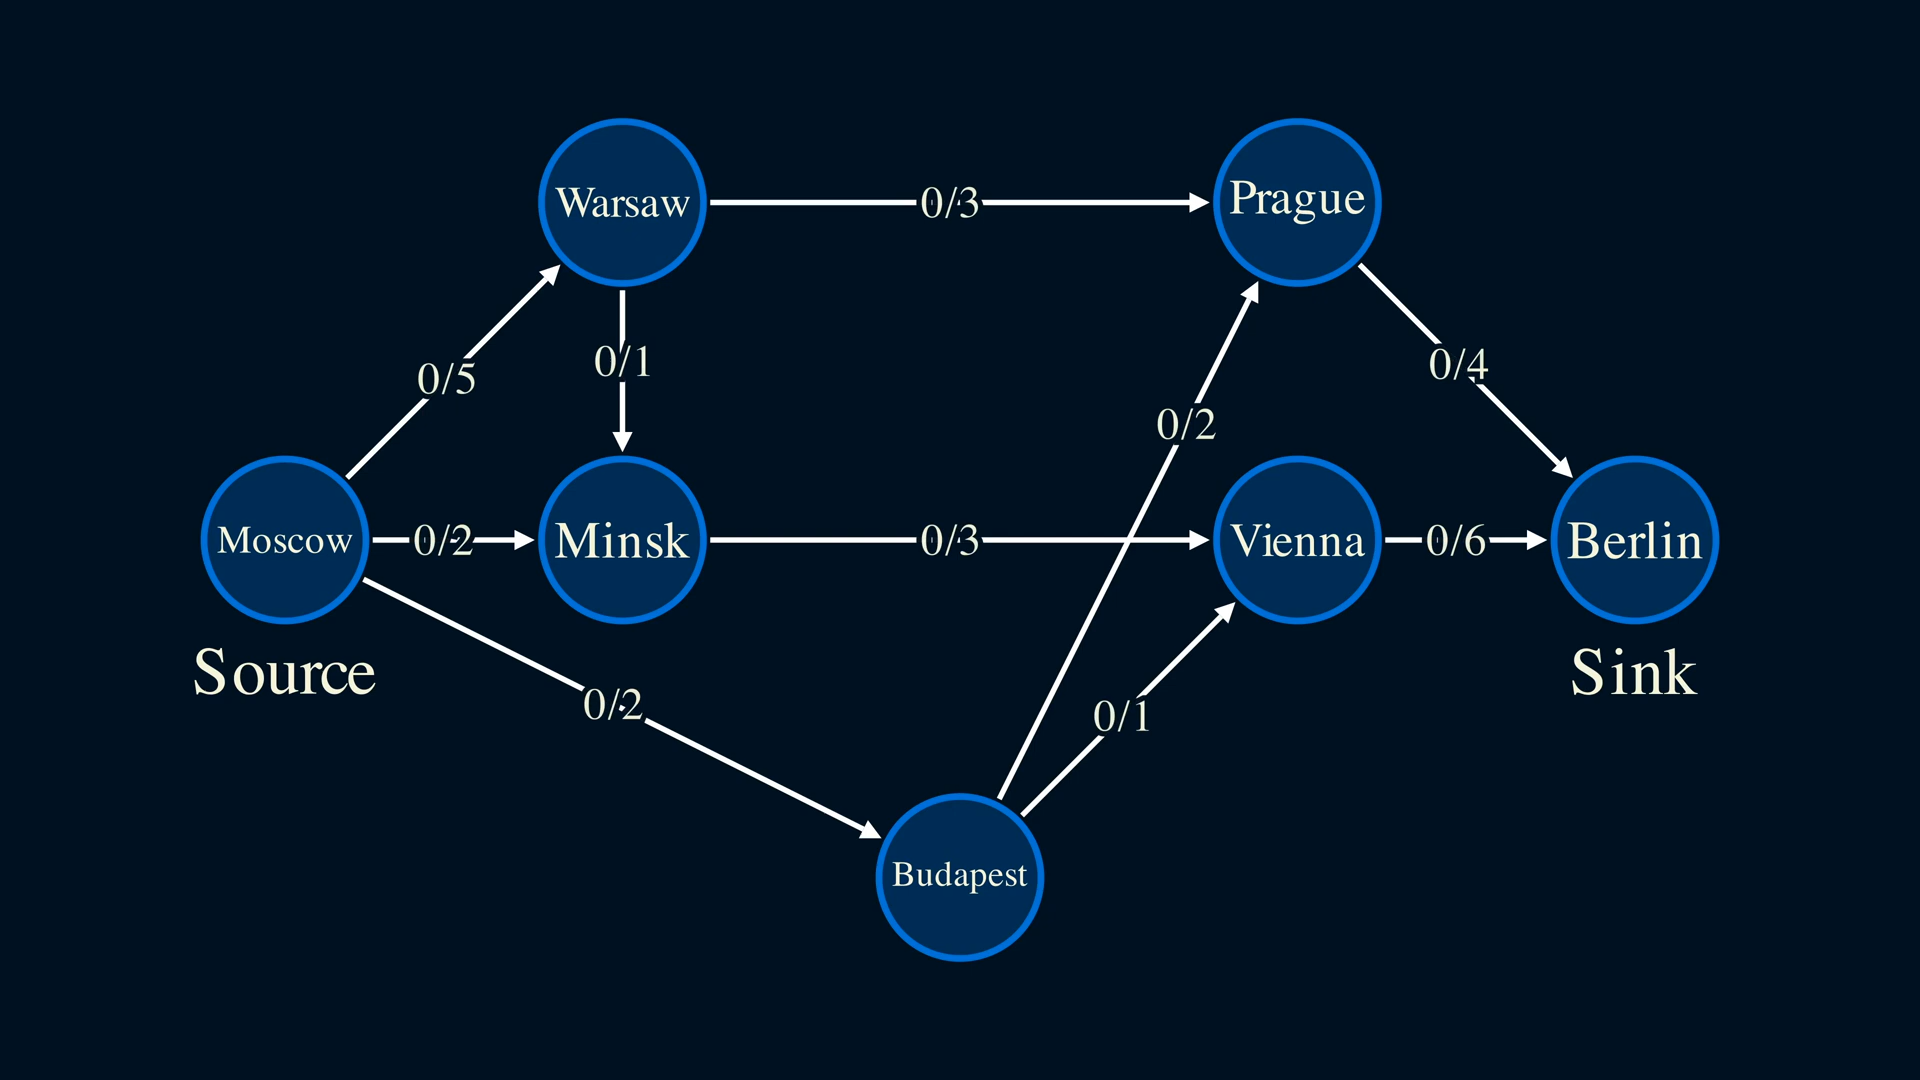 Warsaw
0/3
Prague
0/5
0/1
0/2
0/4
Moscow
0/2
Minsk
0/3
Vienna
0/6
Berlin
Source
Sink
0/2
0/1
Budapest